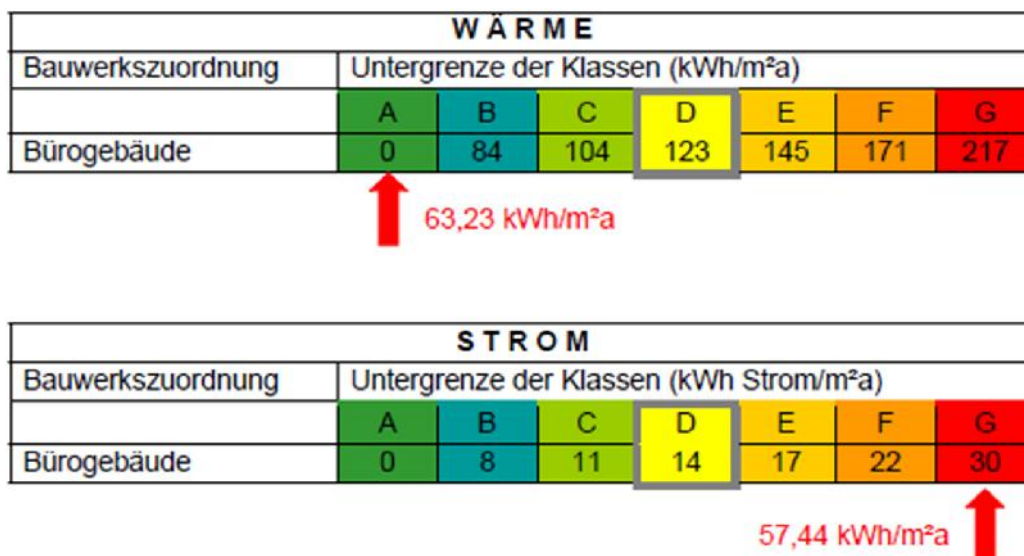 WÄRME
Bauwerkszuordnung Untergrenze der Klassen (kWh/m²a)
A B C D E F G
Bürogebäude 0 84 104 123 145 171 217
63,23 kWh/m²a
STROM
Bauwerkszuordnung Untergrenze der Klassen (kWh Strom/m²a)
A B C D E F G
Bürogebäude 0 8 11 14 17 22 30
57,44 kWh/m²a